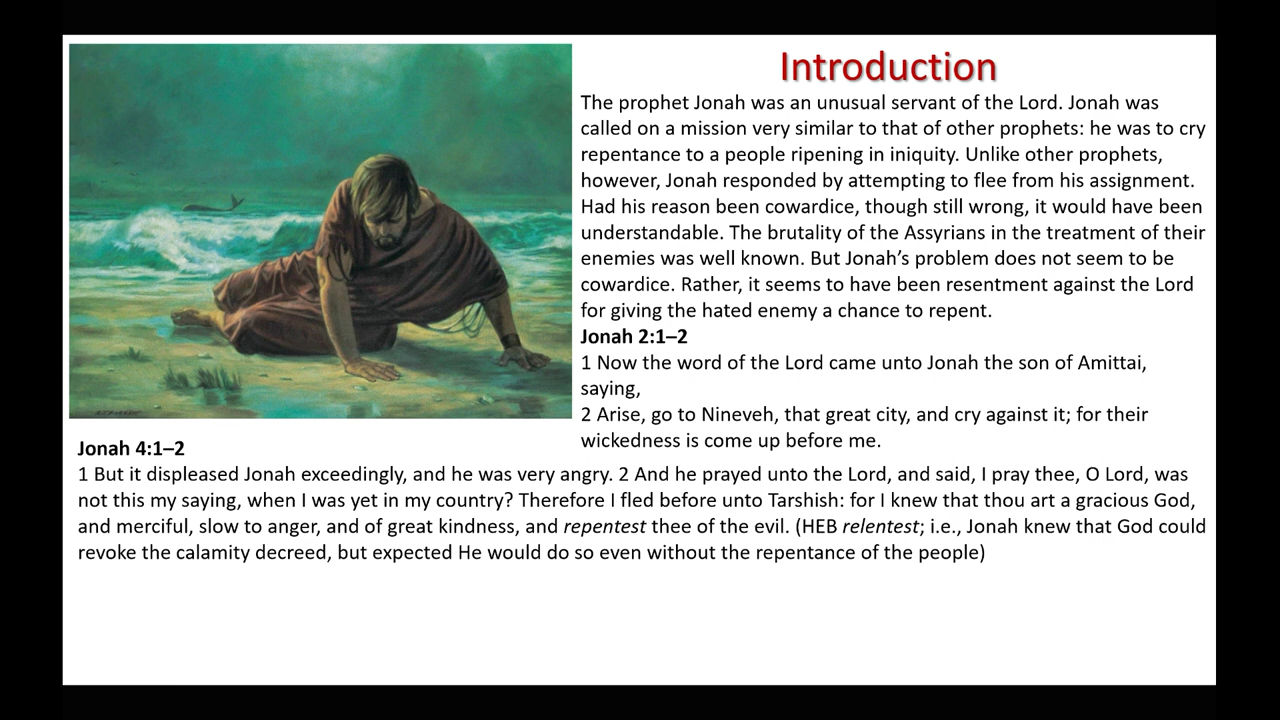 Introduction
The prophet Jonah was an unusual servant of the Lord. Jonah was
called on a mission very similar to that of other prophets: he was to cry
repentance to a people ripening in iniquity. Unlike other prophets,
however, Jonah responded by attempting to flee from his assignment.
Had his reason been cowardice, though still wrong, it would have been
understandable. The brutality of the Assyrians in the treatment of their
enemies was well known. But Jonah’s problem does not seem to be
cowardice. Rather, it seems to have been resentment against the Lord
for giving the hated enemy a chance to repent.
Jonah 2:1–2
1 Now the word of the Lord came unto Jonah the son of Amittai,
saying,
2 Arise, go to Nineveh, that great city, and cry against it; for their
wickedness is come up before me.
Jonah 4:1–2
1 But it displeased Jonah exceedingly, and he was very angry. 2 And he prayed unto the Lord, and said, I pray thee, O Lord, was
not this my saying, when I was yet in my country? Therefore I fled before unto Tarshish: for I knew that thou art a gracious God,
and merciful, slow to anger, and of great kindness, and repentest thee of the evil. (HEB relentest; i.e., Jonah knew that God could
revoke the calamity decreed, but expected He would do so even without the repentance of the people)